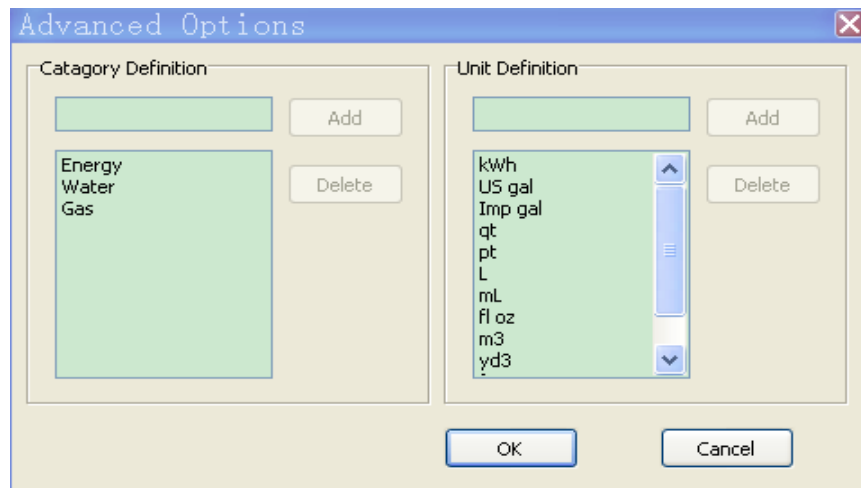 Advanced Options
Catagory Definition
Add
Energy
Water
Gas
Delete
Unit Definition
Add
kWh
US gal
Imp gal
qt
pt
L
mL
fl oz
m3
yd3
Delete
OK
Cancel